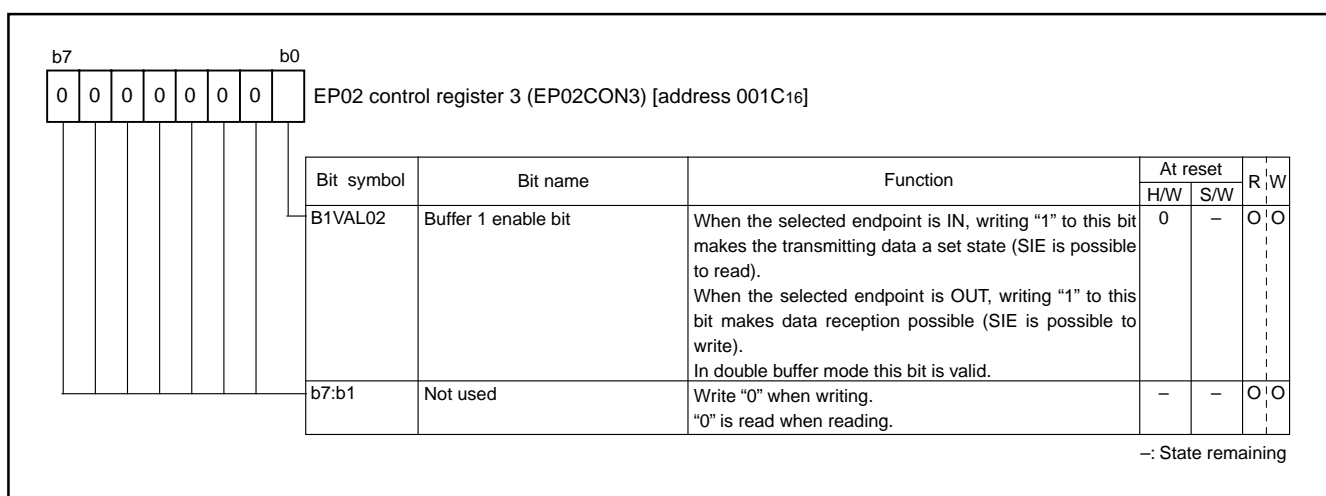 b7 b0
0 0 0 0 0 0 0 EP02 control register 3 (EP02CON3) [address 001C16]
Bit symbol Bit name Function At reset R W
H/W S/W
B1VAL02 Buffer 1 enable bit When the selected endpoint is IN, writing “1” to this bit 0 – O O
makes the transmitting data a set state (SIE is possible
to read).
When the selected endpoint is OUT, writing “1” to this
bit makes data reception possible (SIE is possible to
write).
In double buffer mode this bit is valid.
b7:b1 Not used Write “0” when writing. – – O O
“0” is read when reading.
–: State remaining